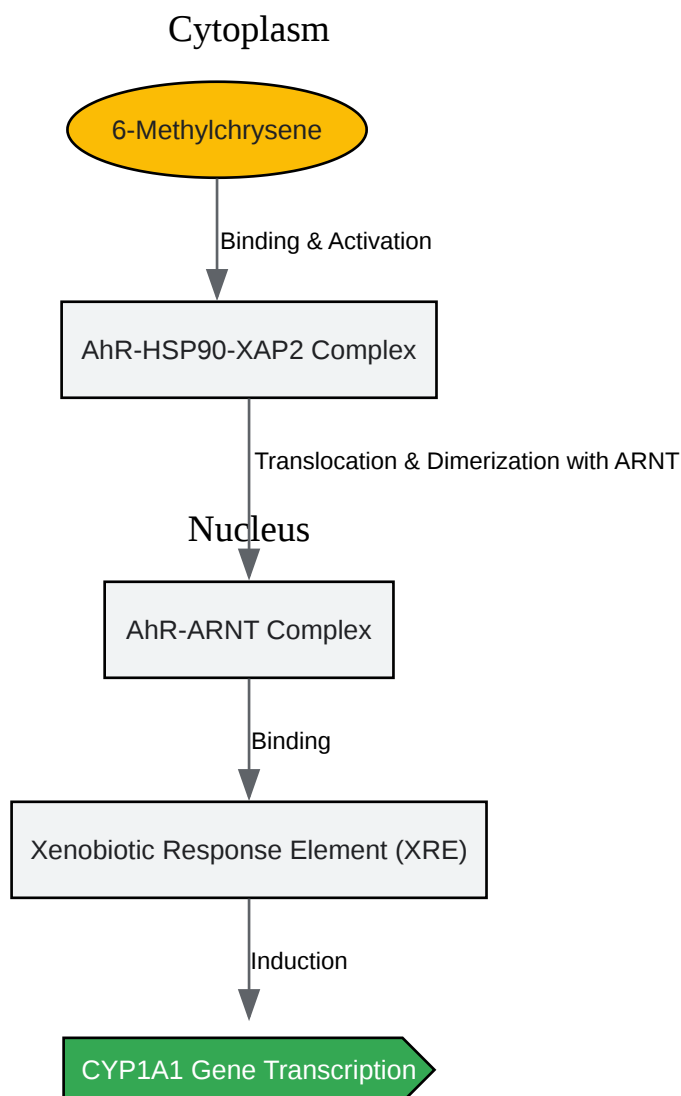 Cytoplasm
6-Methylchrysene
Binding & Activation
AhR-HSP90-XAP2 Complex
Translocation & Dimerization with ARNT
Nucleus
AhR-ARNT Complex
Binding
Xenobiotic Response Element (XRE)
Induction
CYP1A1 Gene Transcription